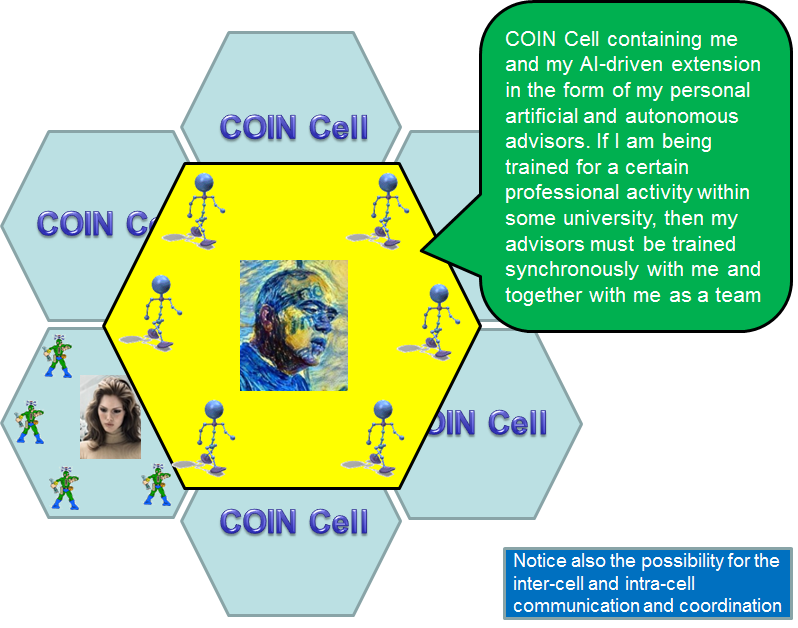 COIN Cell
COIN Cell containing me
and my AI-driven extension
in the form of my personal
artificial and autonomous
advisors. If I am being
trained for a certain
professional activity within
some university, then my
advisors must be trained
synchronously with me and
together with me as a team
COIN
COIN Cell
COIN Cell
Notice also the possibility for the
inter-cell and intra-cell
communication and coordination